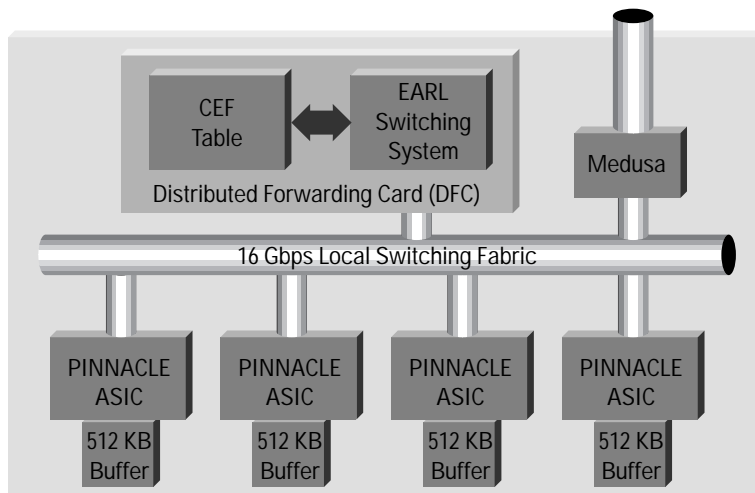 CEF
Table
EARL
Switching
System
Distributed Forwarding Card (DFC)
Medusa
16 Gbps Local Switching Fabric
PINNACLE
ASIC
PINNACLE
ASIC
PINNACLE
ASIC
PINNACLE
ASIC
512 KB
Buffer
512 KB
Buffer
512 KB
Buffer
512 KB
Buffer